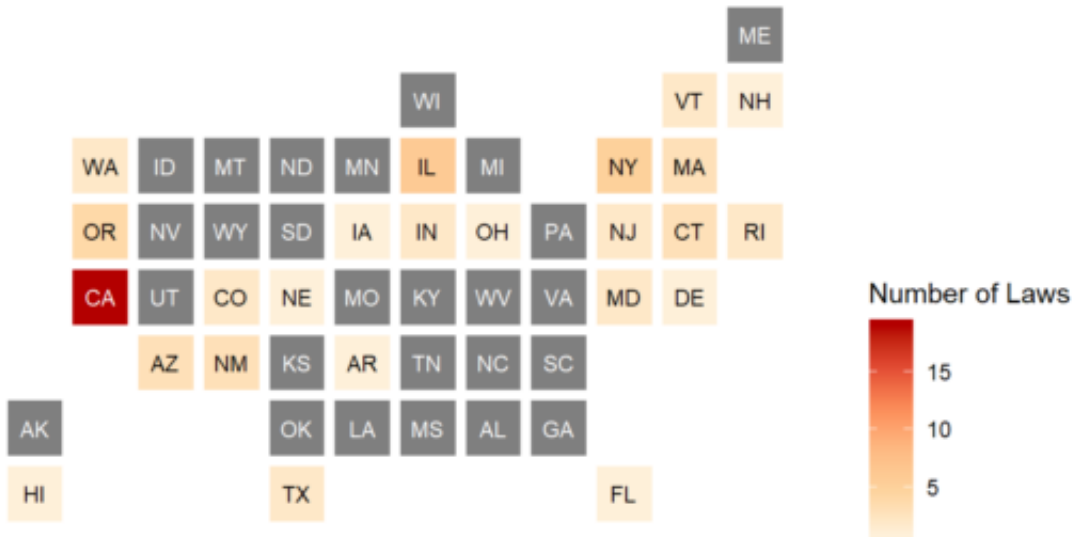 ME
WI VT NH
WA ID MT ND MN IL MI NY MA
OR NV WY SD IA IN OH PA NJ CT RI
CA UT CO NE MO KY WV VA MD DE
Number of Laws
AZ NM KS AR TN NC SC
15
AK OK LA MS AL GA
10
HI TX FL
5